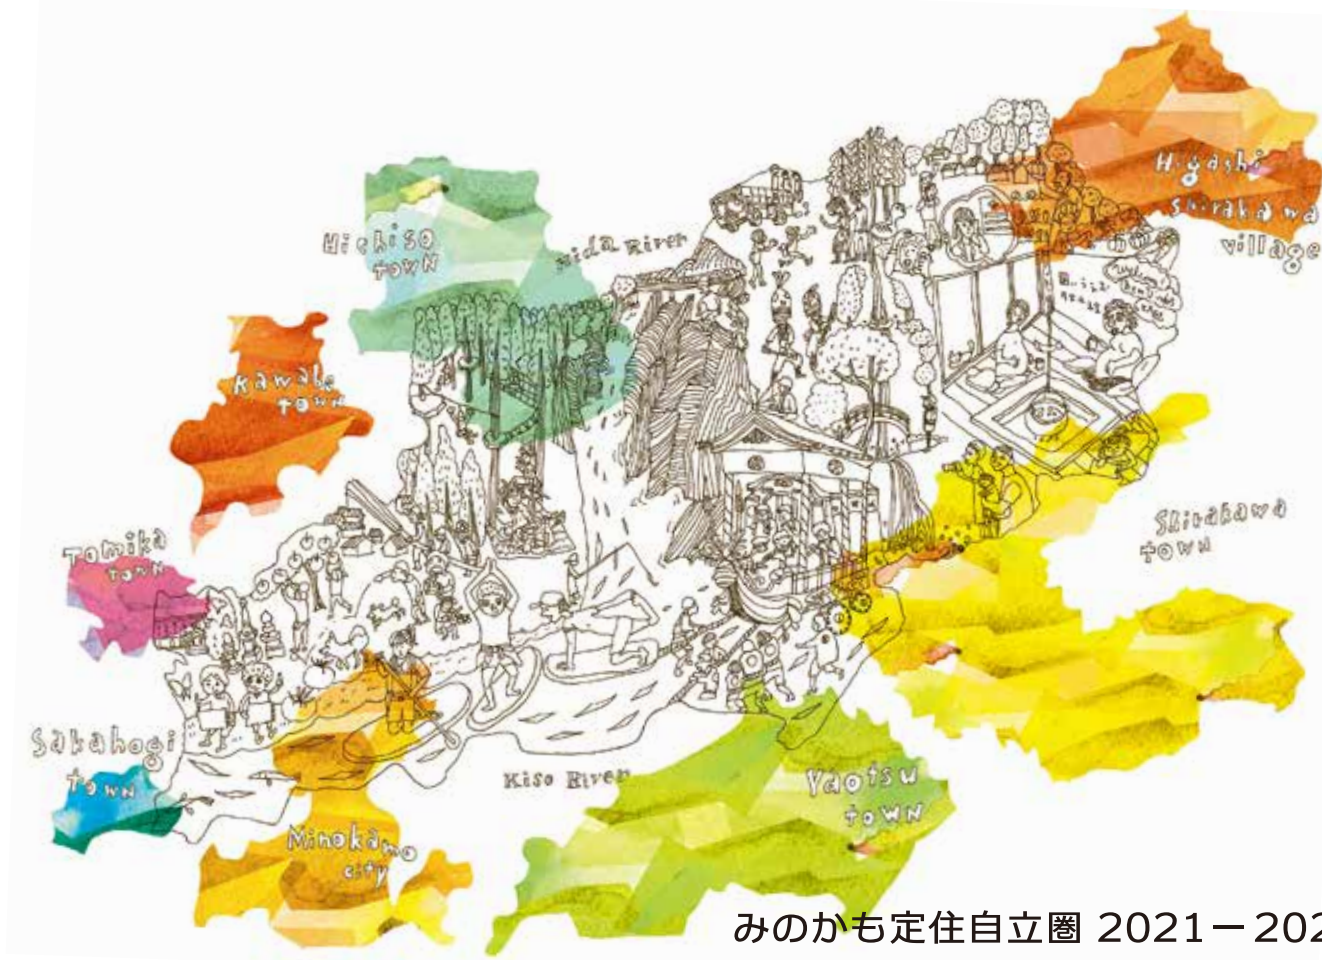 Higashi
Shirakawa
village
Hichiso
town
Hida River
Kawabe
town
Shirakawa
town
Tomika
town
Sakahogi
town
Kiso River
Yaotsu
town
Minokamo
city
みのかも定住自立圏 2021－202